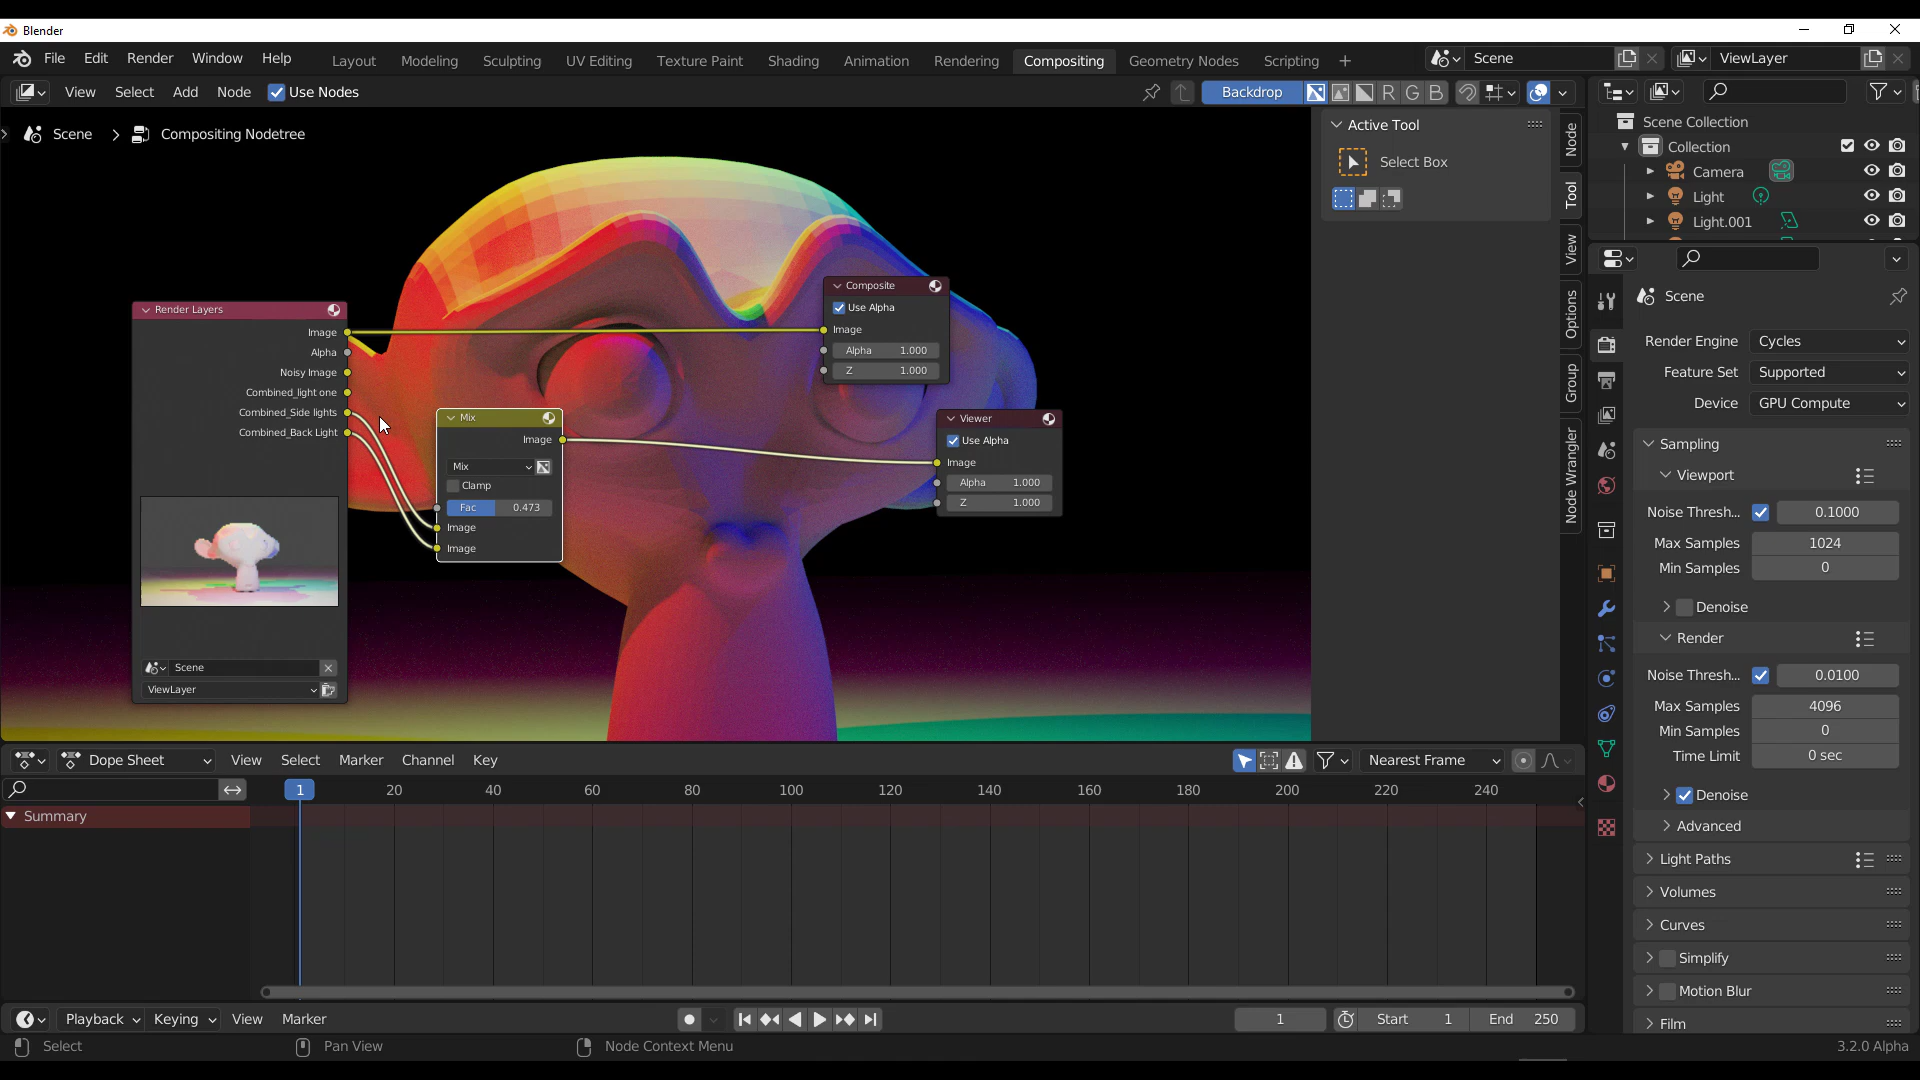 Blender
File Edit Render Window Help Layout Modeling Sculpting UV Editing Texture Paint Shading Animation Rendering Compositing Geometry Nodes Scripting + Scene ViewLayer
View Select Add Node Use Nodes Backdrop R G B
Scene > Compositing Nodetree
Active Tool
Select Box
Node
Tool
View
Options
Group
Node Wrangler
Render Layers
Image
Alpha
Noisy Image
Combined_light one
Combined_Side lights
Combined_Back Light
Scene
ViewLayer
Mix
Image
Mix
Clamp
Fac 0.473
Image
Image
Composite
Use Alpha
Image
Alpha 1.000
Z 1.000
Viewer
Use Alpha
Image
Alpha 1.000
Z 1.000
Scene Collection
Collection
Camera
Light
Light.001
Scene
Render Engine Cycles
Feature Set Supported
Device GPU Compute
Sampling
Viewport
Noise Thresh... 0.1000
Max Samples 1024
Min Samples 0
Denoise
Render
Noise Thresh... 0.0100
Max Samples 4096
Min Samples 0
Time Limit 0 sec
Denoise
Advanced
Light Paths
Volumes
Curves
Simplify
Motion Blur
Film
Dope Sheet View Select Marker Channel Key Nearest Frame
1 20 40 60 80 100 120 140 160 180 200 220 240
Summary
Playback Keying View Marker 1 Start 1 End 250
Select Pan View Node Context Menu 3.2.0 Alpha